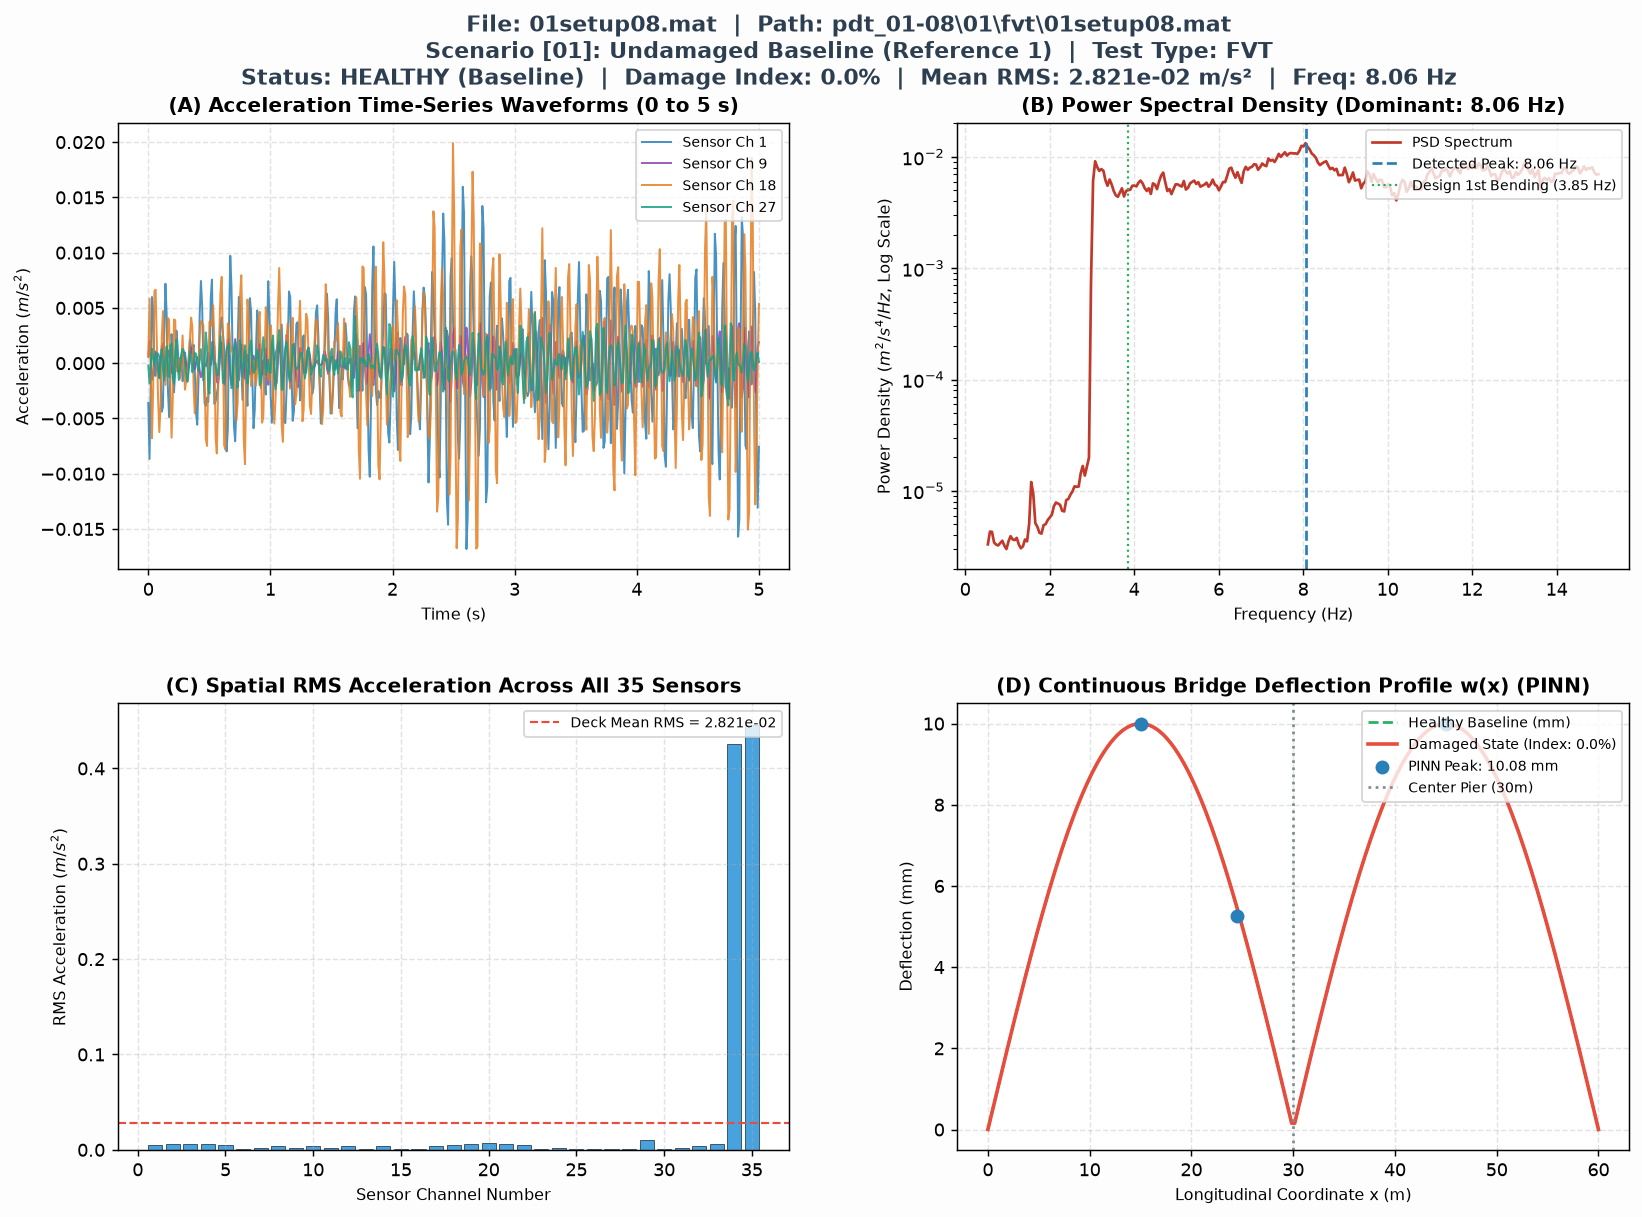 File: 01setup08.mat | Path: pdt_01-08\01\fvt\01setup08.mat
Scenario [01]: Undamaged Baseline (Reference 1) | Test Type: FVT
Status: HEALTHY (Baseline) | Damage Index: 0.0% | Mean RMS: 2.821e-02 m/s² | Freq: 8.06 Hz
(A) Acceleration Time-Series Waveforms (0 to 5 s)
Sensor Ch 1
Sensor Ch 9
Sensor Ch 18
Sensor Ch 27
0.020
0.015
0.010
0.005
0.000
−0.005
−0.010
−0.015
Acceleration (m/s²)
0 1 2 3 4 5
Time (s)
(B) Power Spectral Density (Dominant: 8.06 Hz)
PSD Spectrum
Detected Peak: 8.06 Hz
Design 1st Bending (3.85 Hz)
10⁻²
10⁻³
10⁻⁴
10⁻⁵
Power Density (m²/s⁴/Hz, Log Scale)
0 2 4 6 8 10 12 14
Frequency (Hz)
(C) Spatial RMS Acceleration Across All 35 Sensors
Deck Mean RMS = 2.821e-02
0.4
0.3
0.2
0.1
0.0
RMS Acceleration (m/s²)
0 5 10 15 20 25 30 35
Sensor Channel Number
(D) Continuous Bridge Deflection Profile w(x) (PINN)
Healthy Baseline (mm)
Damaged State (Index: 0.0%)
PINN Peak: 10.08 mm
Center Pier (30m)
10
8
6
4
2
0
Deflection (mm)
0 10 20 30 40 50 60
Longitudinal Coordinate x (m)